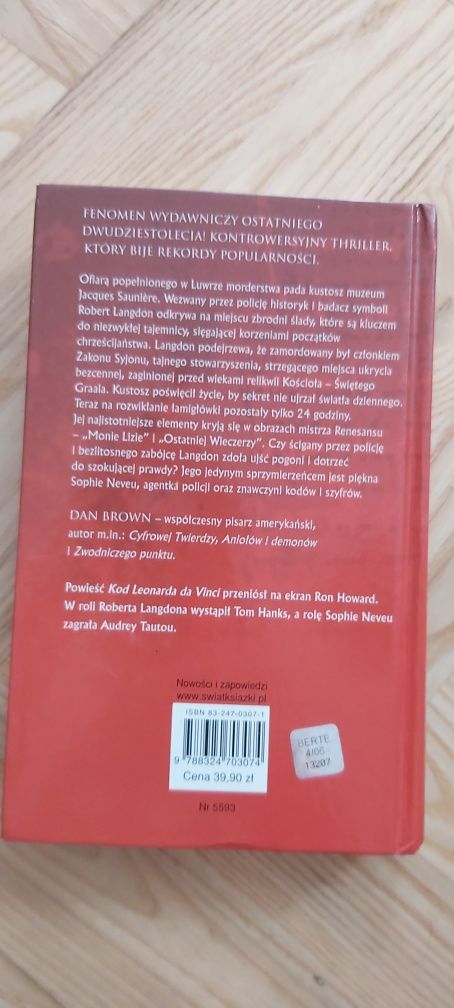 FENOMEN WYDAWNICZY OSTATNIEGO
DWUDZIESTOLECIA! KONTROWERSYJNY THRILLER,
KTÓRY BIJE REKORDY POPULARNOŚCI.
Ofiarą popełnionego w Luwrze morderstwa pada kustosz muzeum
Jacques Saunière. Wezwany przez policję historyk i badacz symboli
Robert Langdon odkrywa na miejscu zbrodni ślady, które są kluczem
do niezwykłej tajemnicy, sięgającej korzeniami początków
chrześcijaństwa. Langdon podejrzewa, że zamordowany był członkiem
Zakonu Syjonu, tajnego stowarzyszenia, strzegącego miejsca ukrycia
bezcennej, zaginionej przed wiekami relikwii Kościoła – Świętego
Graala. Kustosz poświęcił życie, by sekret nie ujrzał światła dziennego.
Teraz na rozwikłanie łamigłówki pozostały tylko 24 godziny.
Jej najistotniejsze elementy kryją się w obrazach mistrza Renesansu
– „Monie Lizie" i „Ostatniej Wieczerzy". Czy ścigany przez policję
i bezlitosnego zabójcę Langdon zdoła ujść pogoni i dotrzeć
do szokującej prawdy? Jego jedynym sprzymierzeńcem jest piękna
Sophie Neveu, agentka policji oraz znawczyni kodów i szyfrów.
DAN BROWN – współczesny pisarz amerykański,
autor m.in.: Cyfrowej Twierdzy, Aniołów i demonów
i Zwodniczego punktu.
Powieść Kod Leonarda da Vinci przeniósł na ekran Ron Howard.
W roli Roberta Langdona wystąpił Tom Hanks, a rolę Sophie Neveu
zagrała Audrey Tautou.
Nowości i zapowiedzi
www.swiatksiazki.pl
ISBN 83-247-0307-1
9 788324 703074
Cena 39,90 zł
BERTE
4/06
13207
Nr 5593